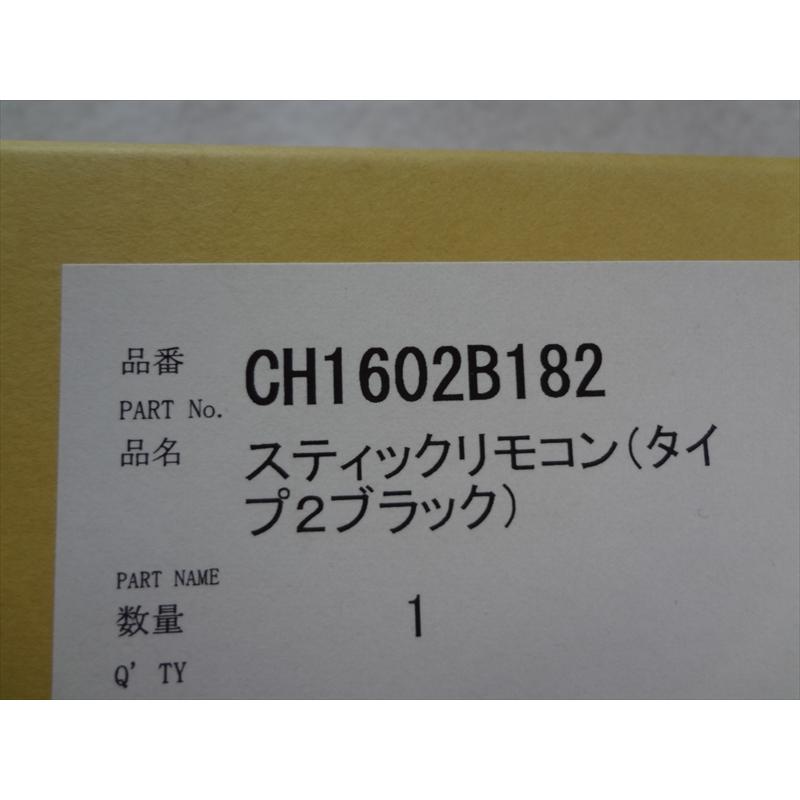 品番 CH1602B182
PART No.
品名 スティックリモコン(タイ
プ2ブラック)
PART NAME
数量 1
Q' TY